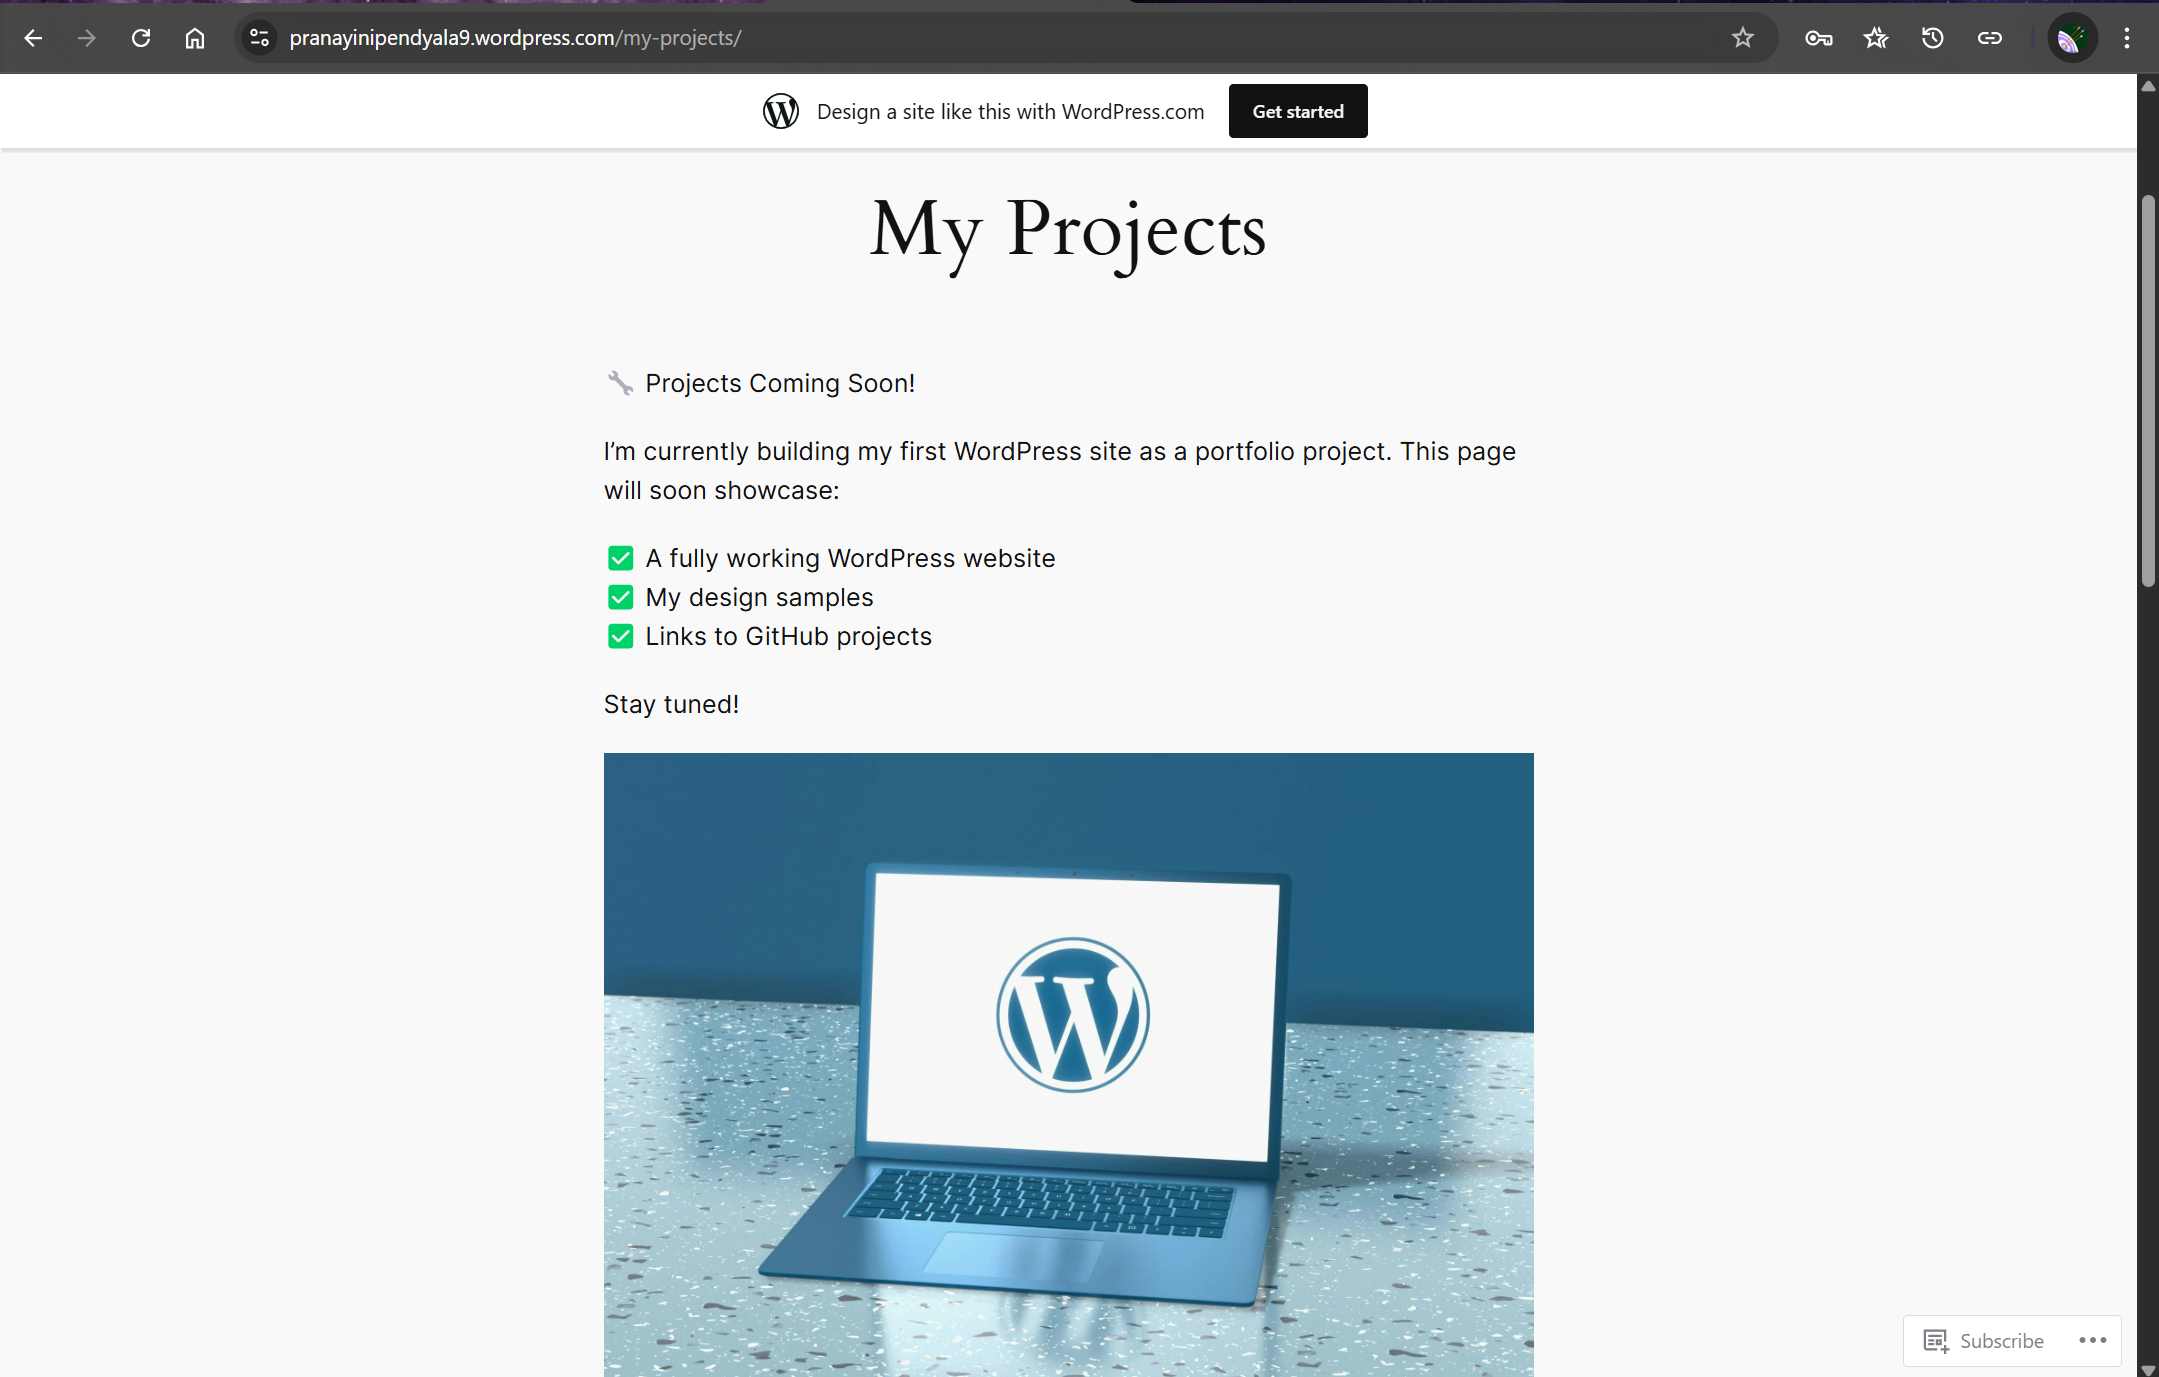 pranayinipendyala9.wordpress.com/my-projects/
Design a site like this with WordPress.com
Get started
My Projects
🔧 Projects Coming Soon!
I’m currently building my first WordPress site as a portfolio project. This page
will soon showcase:
✅ A fully working WordPress website
✅ My design samples
✅ Links to GitHub projects
Stay tuned!
Subscribe